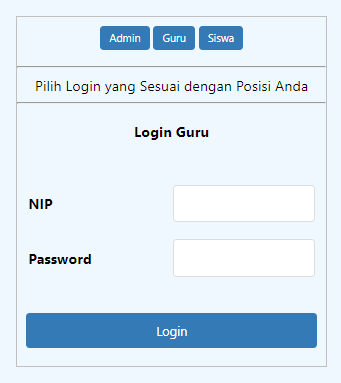 Admin Guru Siswa
Pilih Login yang Sesuai dengan Posisi Anda
Login Guru
NIP
Password
Login